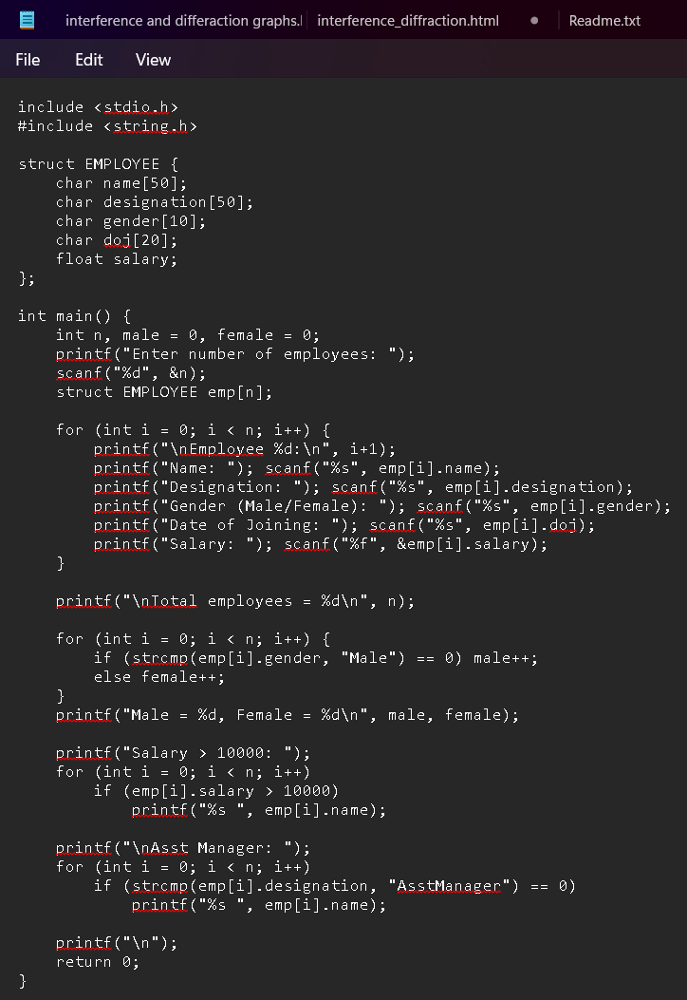 interference and differaction graphs.l interference_diffraction.html Readme.txt
File Edit View
include <stdio.h>
#include <string.h>

struct EMPLOYEE {
    char name[50];
    char designation[50];
    char gender[10];
    char doj[20];
    float salary;
};

int main() {
    int n, male = 0, female = 0;
    printf("Enter number of employees: ");
    scanf("%d", &n);
    struct EMPLOYEE emp[n];

    for (int i = 0; i < n; i++) {
        printf("\nEmployee %d:\n", i+1);
        printf("Name: "); scanf("%s", emp[i].name);
        printf("Designation: "); scanf("%s", emp[i].designation);
        printf("Gender (Male/Female): "); scanf("%s", emp[i].gender);
        printf("Date of Joining: "); scanf("%s", emp[i].doj);
        printf("Salary: "); scanf("%f", &emp[i].salary);
    }

    printf("\nTotal employees = %d\n", n);

    for (int i = 0; i < n; i++) {
        if (strcmp(emp[i].gender, "Male") == 0) male++;
        else female++;
    }
    printf("Male = %d, Female = %d\n", male, female);

    printf("Salary > 10000: ");
    for (int i = 0; i < n; i++)
        if (emp[i].salary > 10000)
            printf("%s ", emp[i].name);

    printf("\nAsst Manager: ");
    for (int i = 0; i < n; i++)
        if (strcmp(emp[i].designation, "AsstManager") == 0)
            printf("%s ", emp[i].name);

    printf("\n");
    return 0;
}